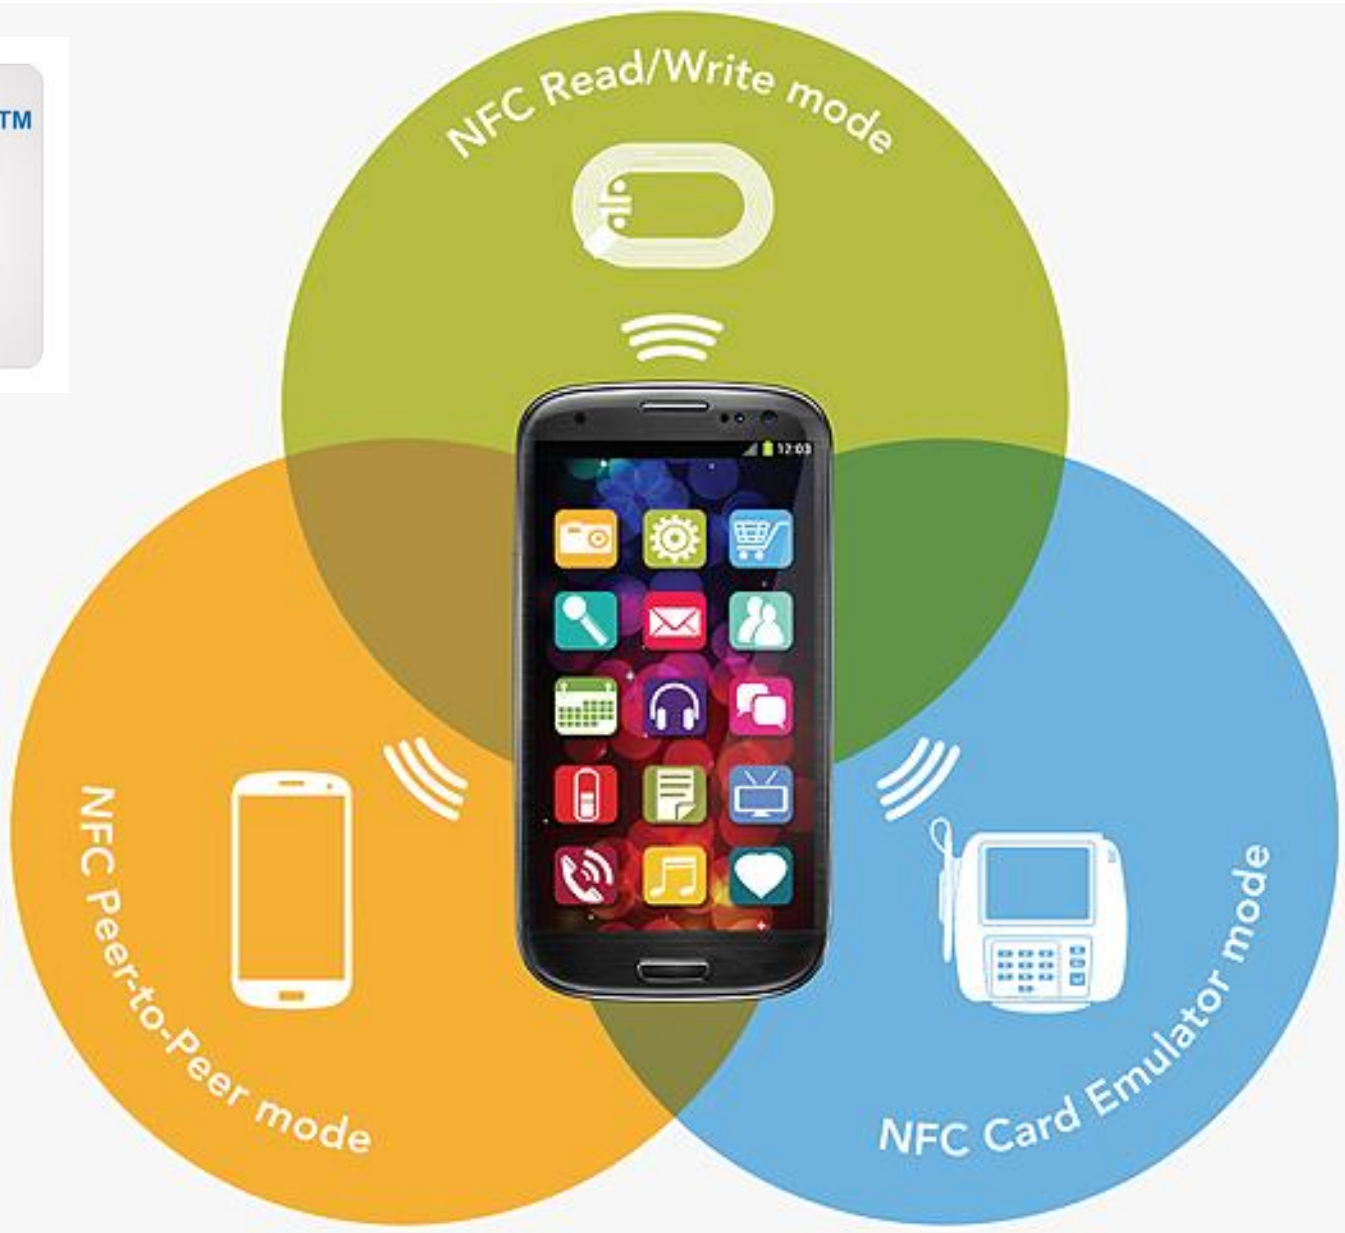 TM
NFC Read/Write mode
12:03
NFC Peer-to-Peer mode
NFC Card Emulator mode